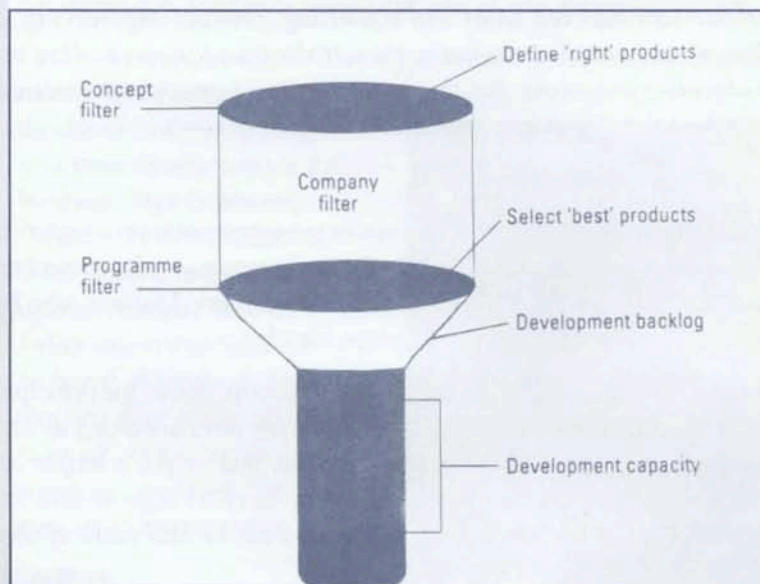 Define 'right' products
Concept
filter
Company
filter
Select 'best' products
Programme
filter
Development backlog
Development capacity